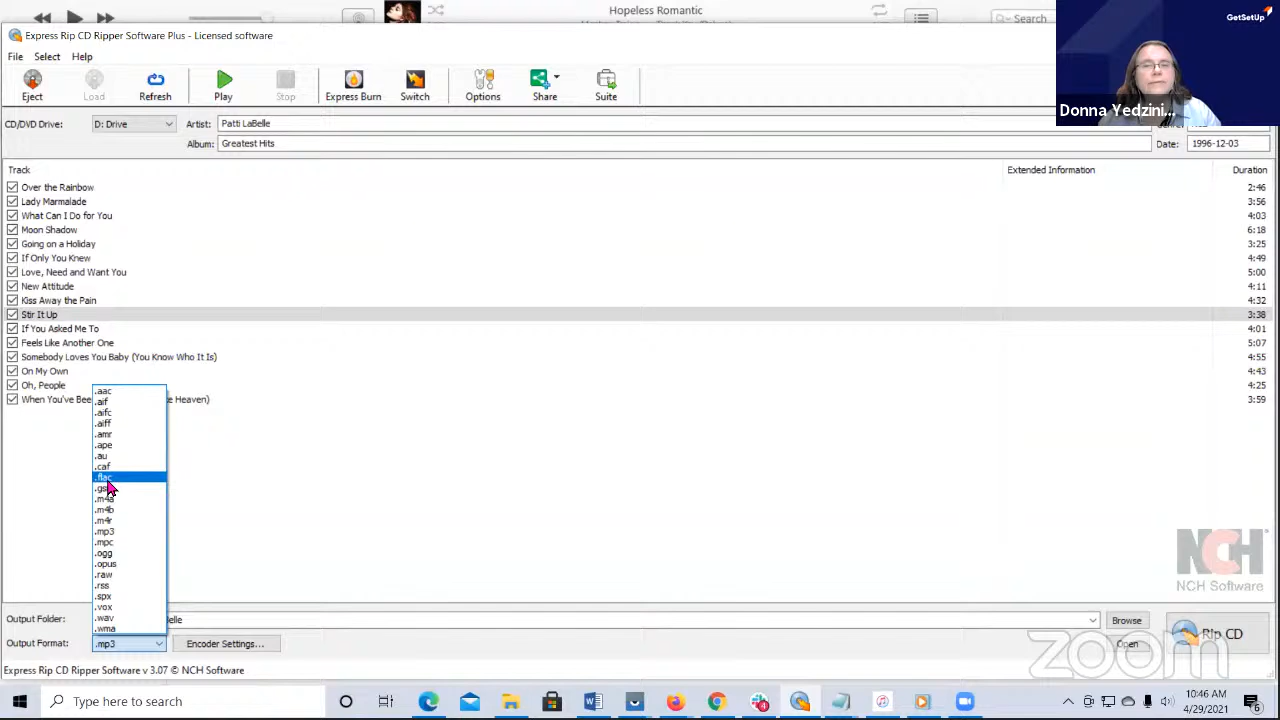 Hopeless Romantic
Search
GetSetUp
Express Rip CD Ripper Software Plus - Licensed software
File Select Help
Eject Load Refresh Play Stop Express Burn Switch Options Share Suite
Donna Yedzini...
CD/DVD Drive: D: Drive Artist: Patti LaBelle
Album: Greatest Hits Date: 1996-12-03
Track Extended Information Duration
Over the Rainbow 2:46
Lady Marmalade 3:56
What Can I Do for You 4:03
Moon Shadow 6:18
Going on a Holiday 3:25
If Only You Knew 4:49
Love, Need and Want You 5:00
New Attitude 4:11
Kiss Away the Pain 4:32
Stir It Up 3:38
If You Asked Me To 4:01
Feels Like Another One 5:07
Somebody Loves You Baby (You Know Who It Is) 4:55
On My Own 4:43
Oh, People 4:25
When You've Bee Heaven) 3:59
.aac
.aif
.aifc
.aiff
.amr
.ape
.au
.caf
.flac
.m4a
.m4b
.m4r
.mp3
.mpc
.ogg
.opus
.raw
.rss
.spx
.vox
.wav
.wma
NCH
NCH Software
Output Folder: elle Browse Rip CD
Output Format: .mp3 Encoder Settings... Open
zoom
Express Rip CD Ripper Software v 3.07 © NCH Software
Type here to search
10:46 AM
4/29/2021
6